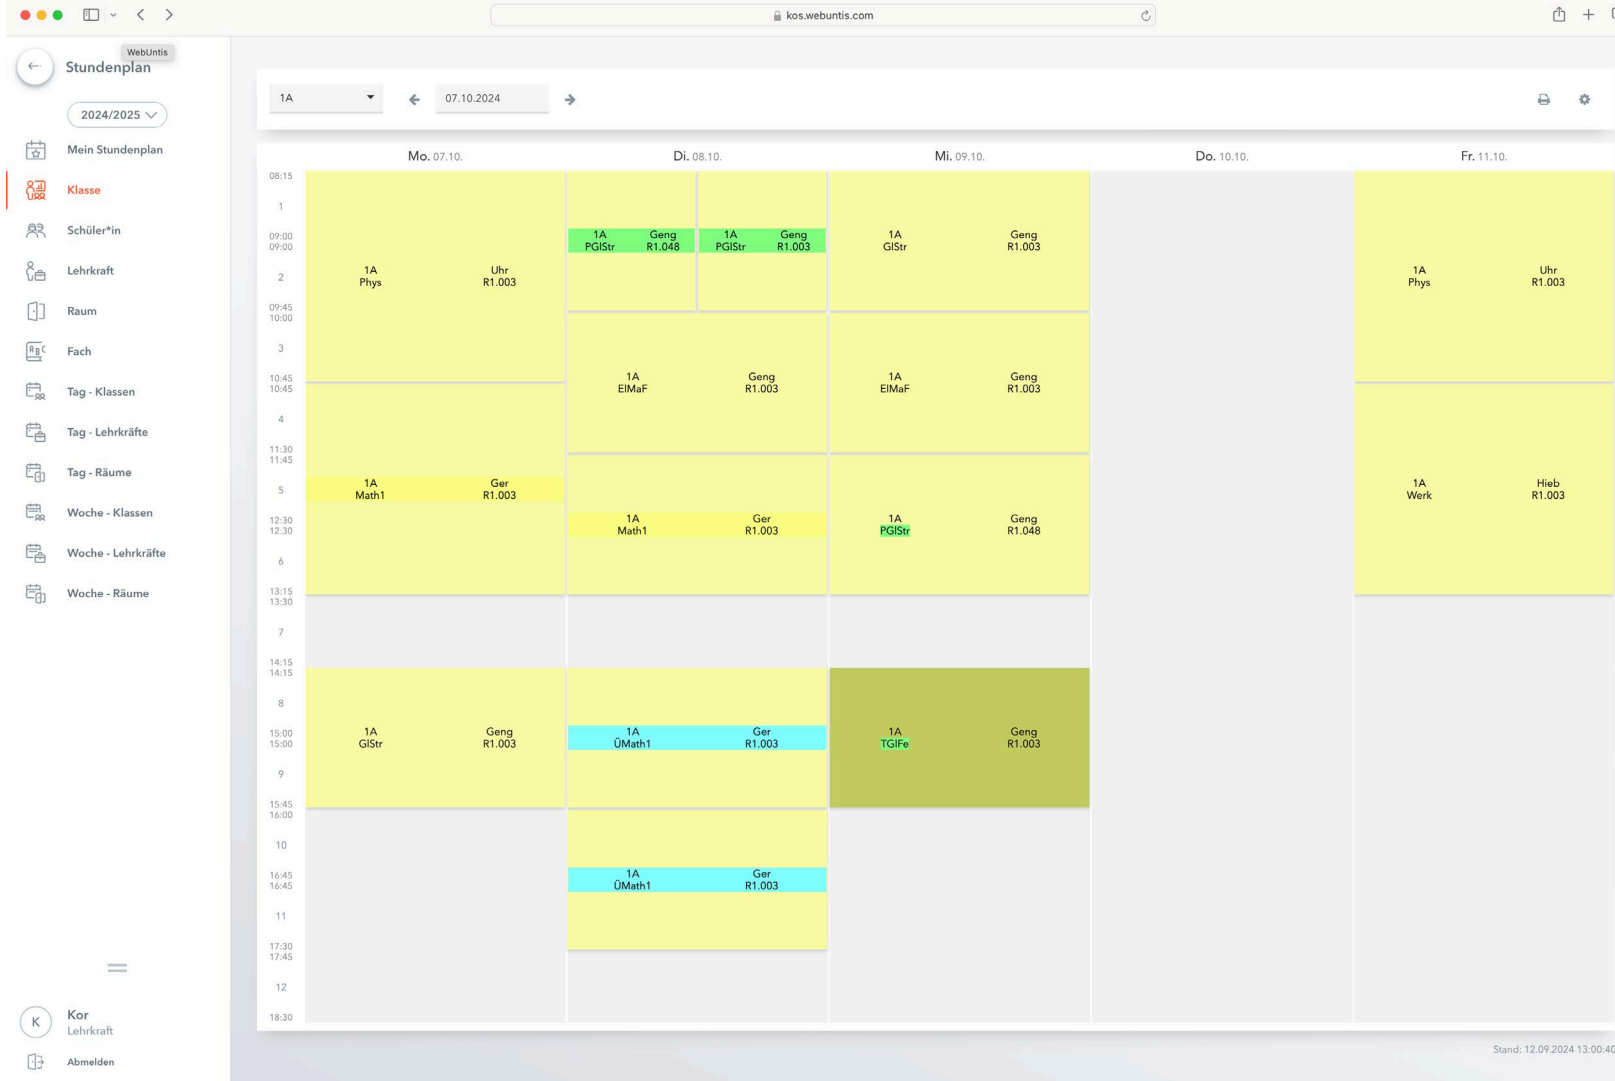 kos.webuntis.com
WebUntis
Stundenplan
2024/2025
Mein Stundenplan
Klasse
Schüler*in
Lehrkraft
Raum
Fach
Tag - Klassen
Tag - Lehrkräfte
Tag - Räume
Woche - Klassen
Woche - Lehrkräfte
Woche - Räume
K
Kor
Lehrkraft
Abmelden
1A
07.10.2024
Mo. 07.10.
Di. 08.10.
Mi. 09.10.
Do. 10.10.
Fr. 11.10.
08:15
1
09:00
09:00
2
09:45
10:00
3
10:45
10:45
4
11:30
11:45
5
12:30
12:30
6
13:15
13:30
7
14:15
14:15
8
15:00
15:00
9
15:45
16:00
10
16:45
16:45
11
17:30
17:45
12
18:30
1A Uhr
Phys R1.003
1A Ger
Math1 R1.003
1A Geng
GlStr R1.003
1A Geng
PGlStr R1.048
1A Geng
PGlStr R1.003
1A Geng
ElMaF R1.003
1A Ger
Math1 R1.003
1A Ger
ÜMath1 R1.003
1A Ger
ÜMath1 R1.003
1A Geng
GlStr R1.003
1A Geng
ElMaF R1.003
1A Geng
PGlStr R1.048
1A Geng
TGlFe R1.003
1A Uhr
Phys R1.003
1A Hieb
Werk R1.003
Stand: 12.09.2024 13:00:40